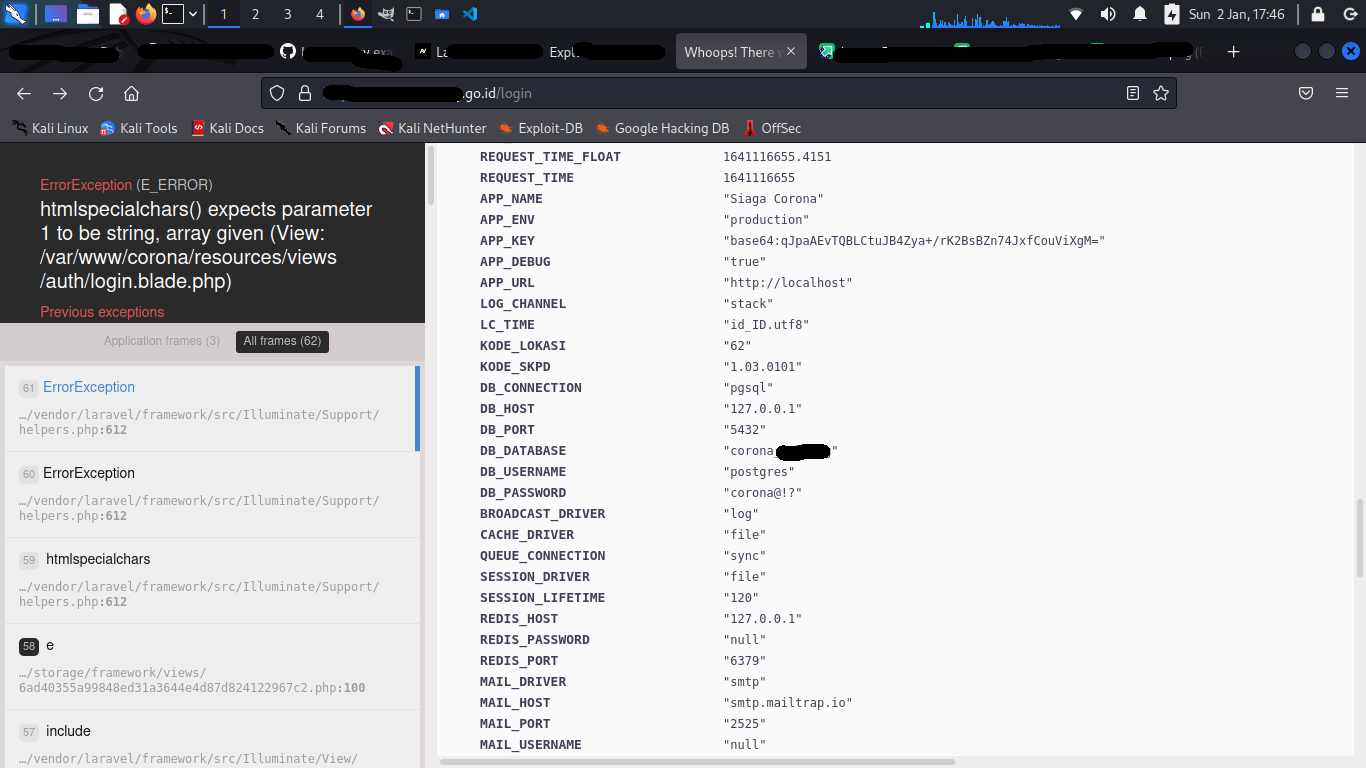 1 2 3 4
Sun 2 Jan, 17:46
Expl
Whoops! There w
.go.id/login
Kali Linux Kali Tools Kali Docs Kali Forums Kali NetHunter Exploit-DB Google Hacking DB OffSec
ErrorException (E_ERROR)
htmlspecialchars() expects parameter
1 to be string, array given (View:
/var/www/corona/resources/views
/auth/login.blade.php)
Previous exceptions
Application frames (3) All frames (62)
61 ErrorException
…/vendor/laravel/framework/src/Illuminate/Support/
helpers.php:612
60 ErrorException
…/vendor/laravel/framework/src/Illuminate/Support/
helpers.php:612
59 htmlspecialchars
…/vendor/laravel/framework/src/Illuminate/Support/
helpers.php:612
58 e
…/storage/framework/views/
6ad40355a99848ed31a3644e4d87d824122967c2.php:100
57 include
…/vendor/laravel/framework/src/Illuminate/View/
REQUEST_TIME_FLOAT 1641116655.4151
REQUEST_TIME 1641116655
APP_NAME "Siaga Corona"
APP_ENV "production"
APP_KEY "base64:qJpaAEvTQBLCtuJB4Zya+/rK2BsBZn74JxfCouViXgM="
APP_DEBUG "true"
APP_URL "http://localhost"
LOG_CHANNEL "stack"
LC_TIME "id_ID.utf8"
KODE_LOKASI "62"
KODE_SKPD "1.03.0101"
DB_CONNECTION "pgsql"
DB_HOST "127.0.0.1"
DB_PORT "5432"
DB_DATABASE "corona_ "
DB_USERNAME "postgres"
DB_PASSWORD "corona@!?"
BROADCAST_DRIVER "log"
CACHE_DRIVER "file"
QUEUE_CONNECTION "sync"
SESSION_DRIVER "file"
SESSION_LIFETIME "120"
REDIS_HOST "127.0.0.1"
REDIS_PASSWORD "null"
REDIS_PORT "6379"
MAIL_DRIVER "smtp"
MAIL_HOST "smtp.mailtrap.io"
MAIL_PORT "2525"
MAIL_USERNAME "null"